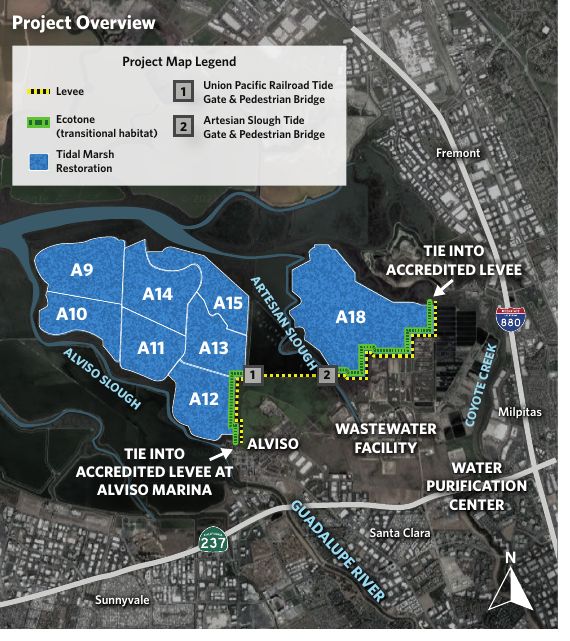 Project Overview
Project Map Legend
Levee
Ecotone
(transitional habitat)
Tidal Marsh
Restoration
1
Union Pacific Railroad Tide
Gate & Pedestrian Bridge
2
Artesian Slough Tide
Gate & Pedestrian Bridge
Fremont
TIE INTO
ACCREDITED LEVEE
A9
A14
A15
A10
A11
A13
A12
A18
ARTESIAN SLOUGH
880
ALVISO SLOUGH
COYOTE CREEK
1
2
Milpitas
ALVISO
WASTEWATER
FACILITY
TIE INTO
ACCREDITED LEVEE AT
ALVISO MARINA
WATER
PURIFICATION
CENTER
GUADALUPE RIVER
237
Santa Clara
N
Sunnyvale